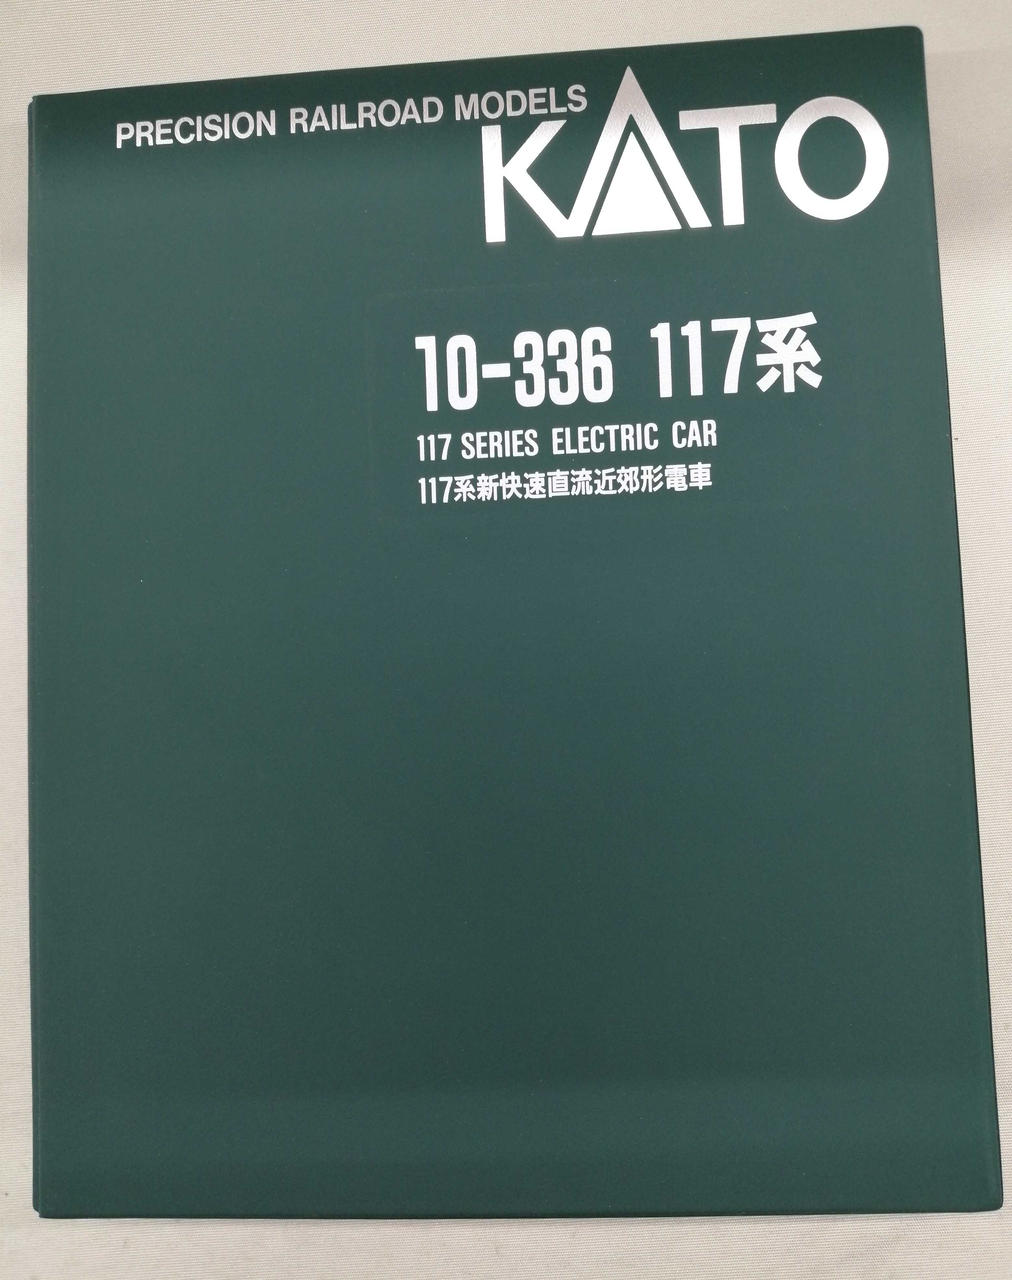 PRECISION RAILROAD MODELS
KATO
10-336 117系
117 SERIES ELECTRIC CAR
117系新快速直流近郊形電車